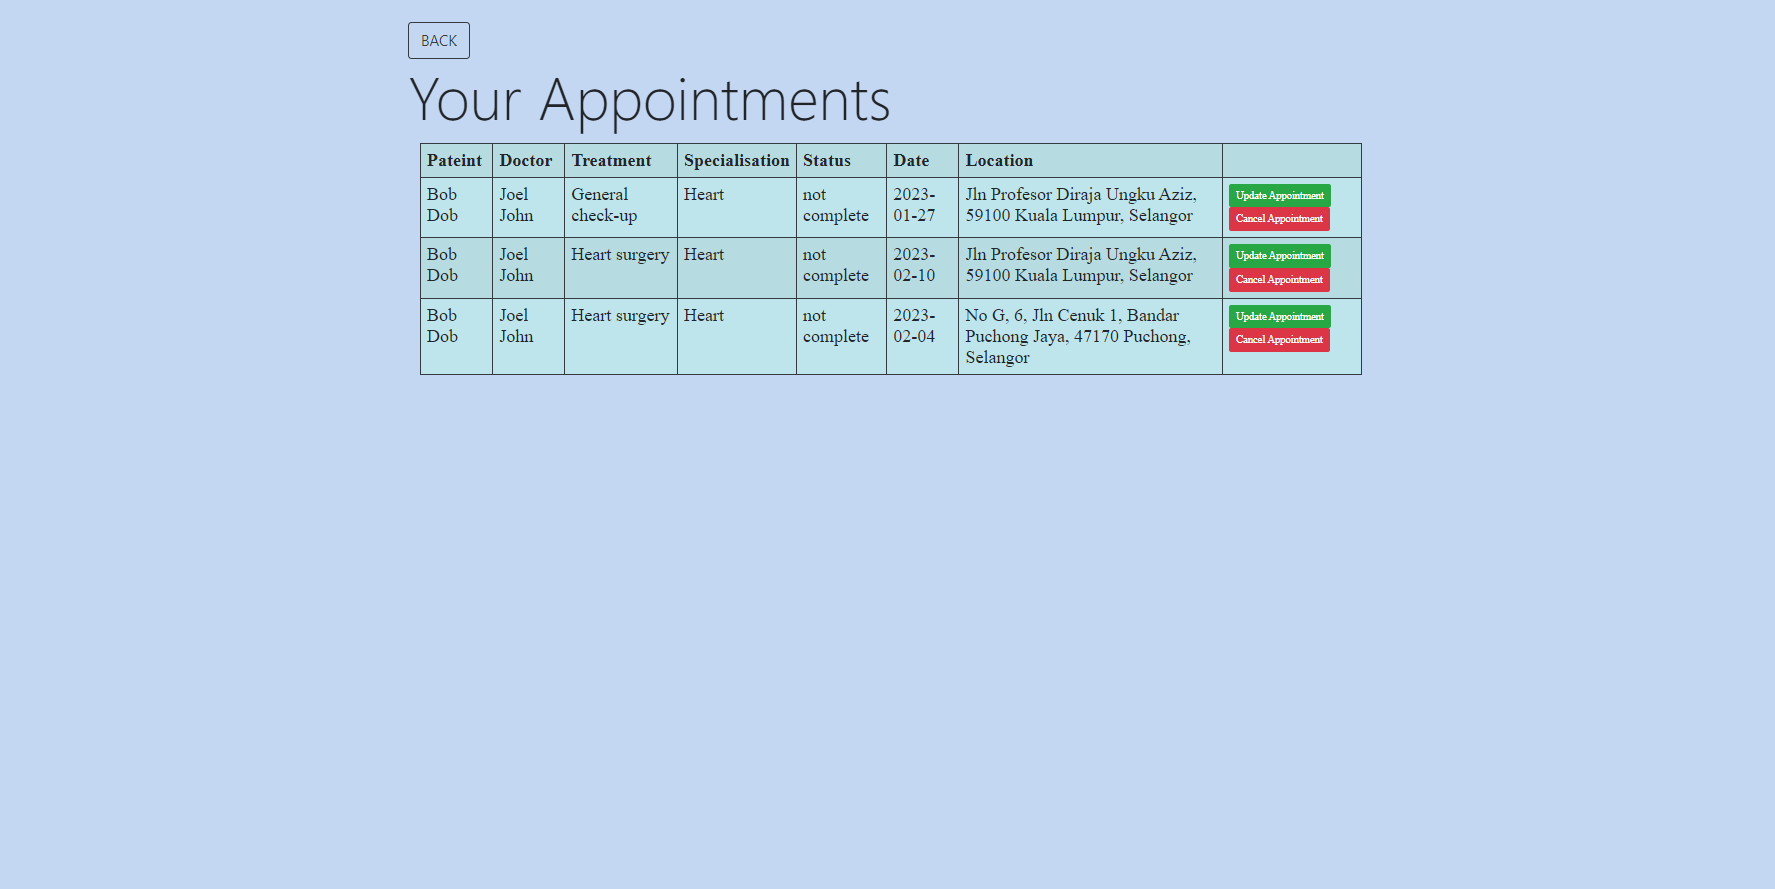 BACK
Your Appointments
Pateint Doctor Treatment Specialisation Status Date Location
Bob Joel General Heart not 2023- Jln Profesor Diraja Ungku Aziz, Update Appointment
Dob John check-up complete 01-27 59100 Kuala Lumpur, Selangor Cancel Appointment
Bob Joel Heart surgery Heart not 2023- Jln Profesor Diraja Ungku Aziz, Update Appointment
Dob John complete 02-10 59100 Kuala Lumpur, Selangor Cancel Appointment
Bob Joel Heart surgery Heart not 2023- No G, 6, Jln Cenuk 1, Bandar Update Appointment
Dob John complete 02-04 Puchong Jaya, 47170 Puchong, Cancel Appointment
Selangor